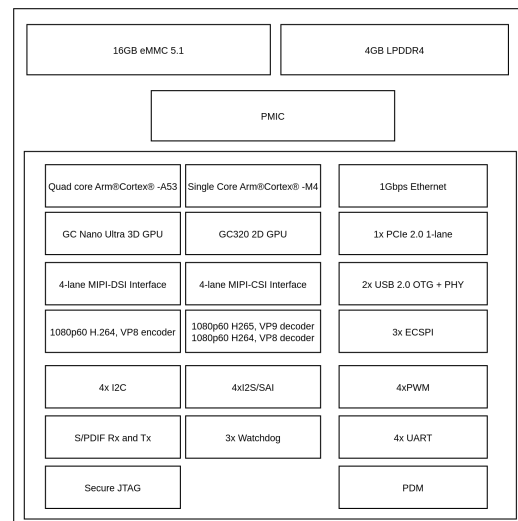 16GB eMMC 5.1
4GB LPDDR4
PMIC
Quad core Arm®Cortex® -A53
Single Core Arm®Cortex® -M4
1Gbps Ethernet
GC Nano Ultra 3D GPU
GC320 2D GPU
1x PCIe 2.0 1-lane
4-lane MIPI-DSI Interface
4-lane MIPI-CSI Interface
2x USB 2.0 OTG + PHY
1080p60 H.264, VP8 encoder
1080p60 H265, VP9 decoder
1080p60 H264, VP8 decoder
3x ECSPI
4x I2C
4xI2S/SAI
4xPWM
S/PDIF Rx and Tx
3x Watchdog
4x UART
Secure JTAG
PDM